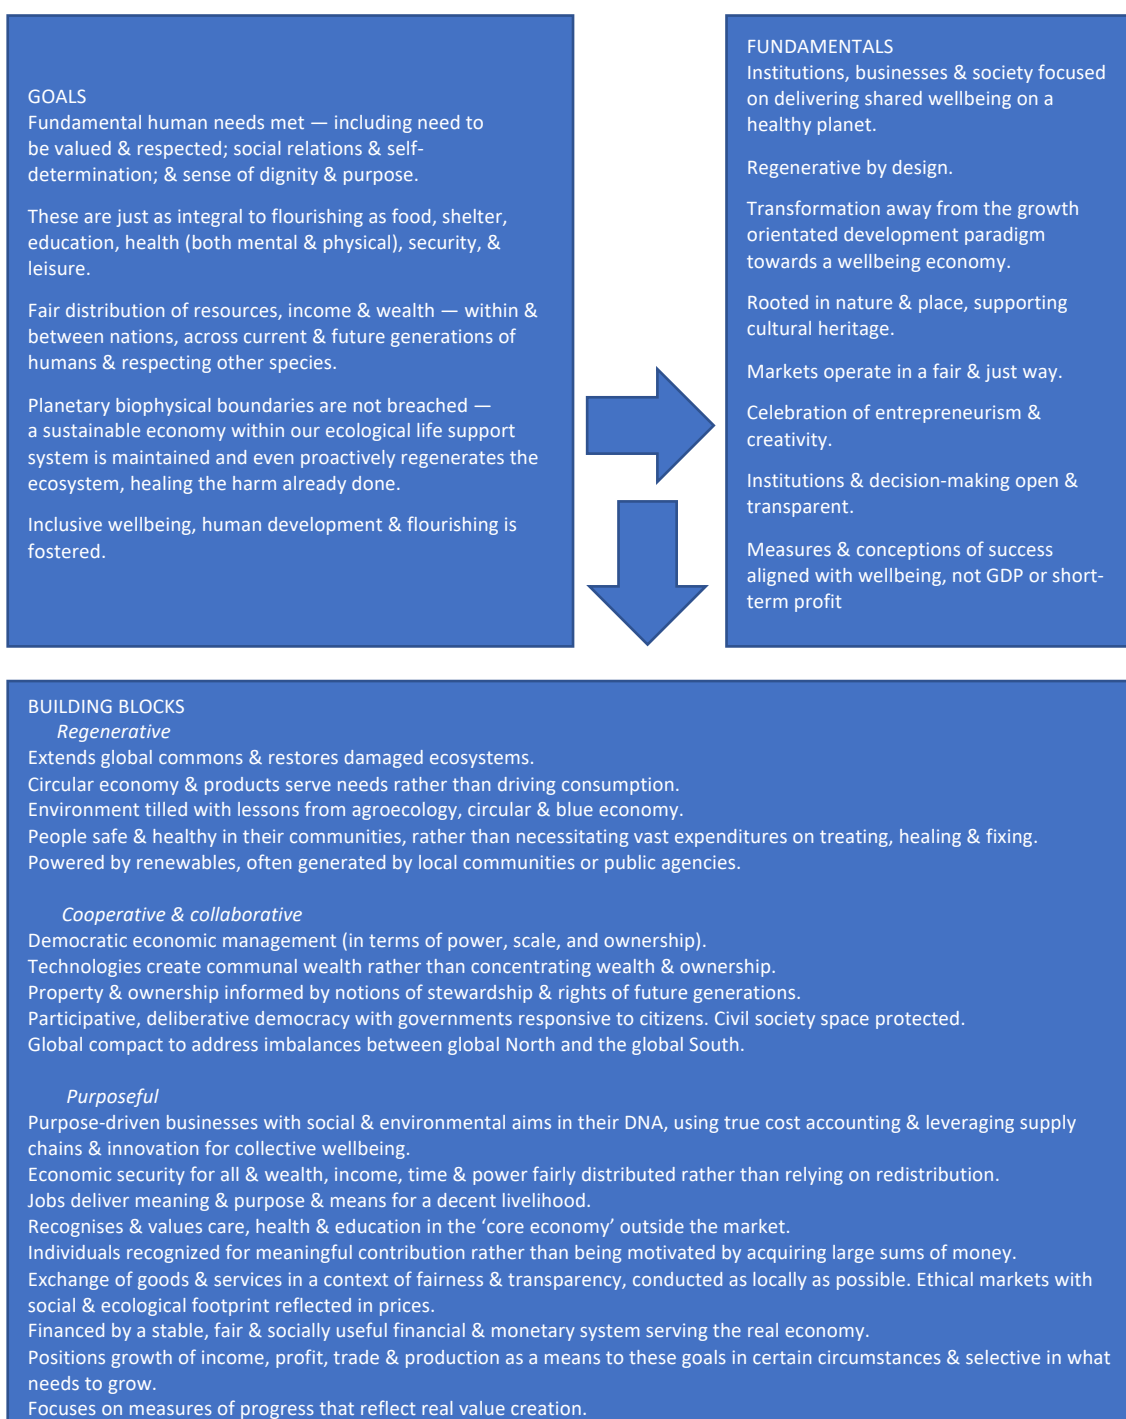 GOALS
Fundamental human needs met — including need to
be valued & respected; social relations & self-
determination; & sense of dignity & purpose.
These are just as integral to flourishing as food, shelter,
education, health (both mental & physical), security, &
leisure.
Fair distribution of resources, income & wealth — within &
between nations, across current & future generations of
humans & respecting other species.
Planetary biophysical boundaries are not breached —
a sustainable economy within our ecological life support
system is maintained and even proactively regenerates the
ecosystem, healing the harm already done.
Inclusive wellbeing, human development & flourishing is
fostered.
FUNDAMENTALS
Institutions, businesses & society focused
on delivering shared wellbeing on a
healthy planet.
Regenerative by design.
Transformation away from the growth
orientated development paradigm
towards a wellbeing economy.
Rooted in nature & place, supporting
cultural heritage.
Markets operate in a fair & just way.
Celebration of entrepreneurism &
creativity.
Institutions & decision-making open &
transparent.
Measures & conceptions of success
aligned with wellbeing, not GDP or short-
term profit
BUILDING BLOCKS
Regenerative
Extends global commons & restores damaged ecosystems.
Circular economy & products serve needs rather than driving consumption.
Environment tilled with lessons from agroecology, circular & blue economy.
People safe & healthy in their communities, rather than necessitating vast expenditures on treating, healing & fixing.
Powered by renewables, often generated by local communities or public agencies.
Cooperative & collaborative
Democratic economic management (in terms of power, scale, and ownership).
Technologies create communal wealth rather than concentrating wealth & ownership.
Property & ownership informed by notions of stewardship & rights of future generations.
Participative, deliberative democracy with governments responsive to citizens. Civil society space protected.
Global compact to address imbalances between global North and the global South.
Purposeful
Purpose-driven businesses with social & environmental aims in their DNA, using true cost accounting & leveraging supply
chains & innovation for collective wellbeing.
Economic security for all & wealth, income, time & power fairly distributed rather than relying on redistribution.
Jobs deliver meaning & purpose & means for a decent livelihood.
Recognises & values care, health & education in the ‘core economy’ outside the market.
Individuals recognized for meaningful contribution rather than being motivated by acquiring large sums of money.
Exchange of goods & services in a context of fairness & transparency, conducted as locally as possible. Ethical markets with
social & ecological footprint reflected in prices.
Financed by a stable, fair & socially useful financial & monetary system serving the real economy.
Positions growth of income, profit, trade & production as a means to these goals in certain circumstances & selective in what
needs to grow.
Focuses on measures of progress that reflect real value creation.